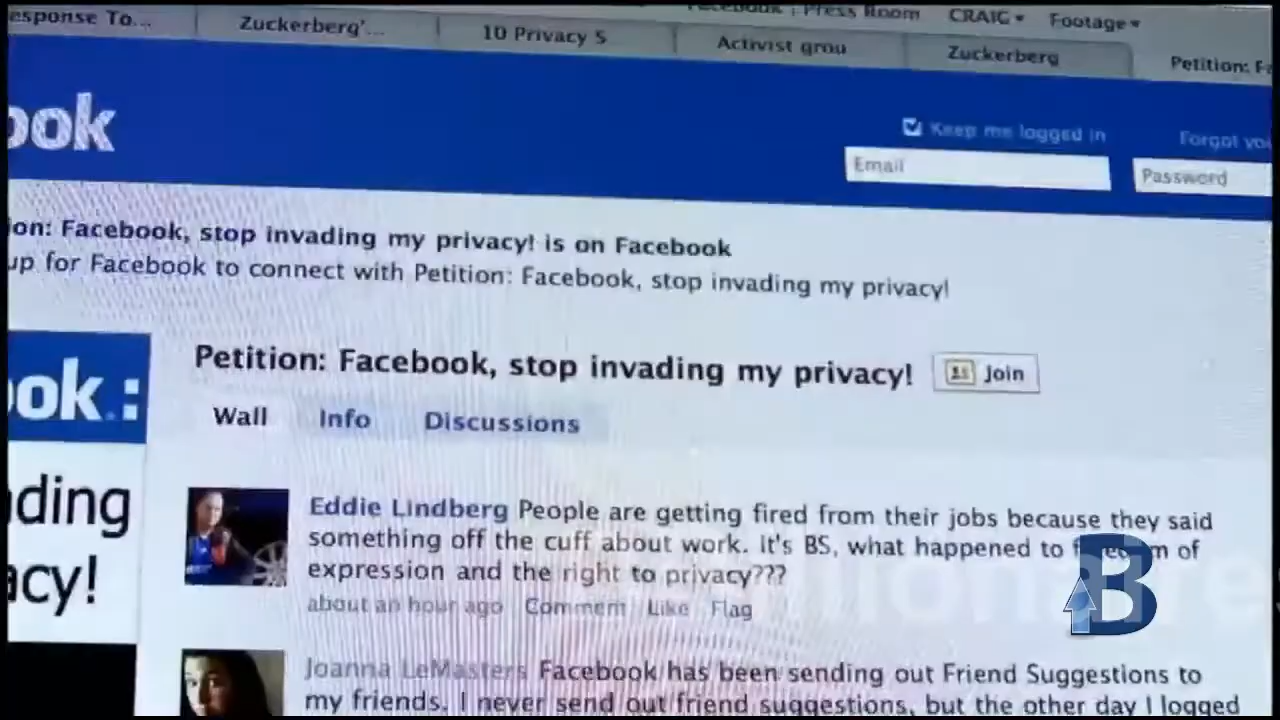 esponse To...
Zuckerberg'...
10 Privacy S
Activist grou
Zuckerberg
Petition: Fa
Facebook | Press Room
CRAIG
Footage
ook
Keep me logged in
Forgot you
Email
Password
ion: Facebook, stop invading my privacy! is on Facebook
up for Facebook to connect with Petition: Facebook, stop invading my privacy!
ook.:
ading
acy!
Petition: Facebook, stop invading my privacy!
Join
Wall
Info
Discussions
Eddie Lindberg People are getting fired from their jobs because they said
something off the cuff about work. It's BS, what happened to freedom of
expression and the right to privacy???
about an hour ago
Comment
Like
Flag
B
Joanna LeMasters Facebook has been sending out Friend Suggestions to
my friends. I never send out friend suggestions, but the other day I logged